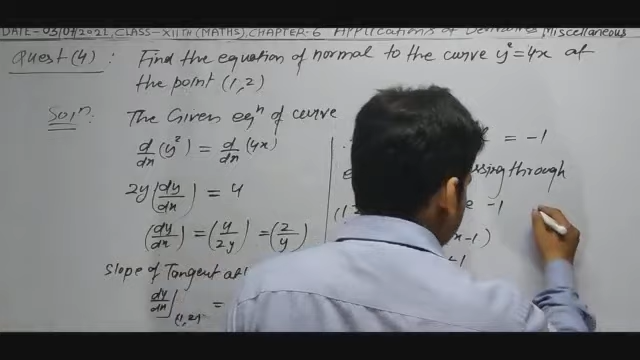 DATE-03/07/2021, CLASS-XIITH (MATHS), CHAPTER-6 Applications of Derivatives Miscellaneous
Quest (4) : Find the equation of normal to the curve y² = 4x at
the point (1,2)
Solⁿ: The Given eqⁿ of curve
d/dx (y²) = d/dx (4x)
2y (dy/dx) = 4
(dy/dx) = (4/2y) = (2/y)
Slope of Tangent at
dy/dx |(1,2) =
= -1
through
-1
x-1)